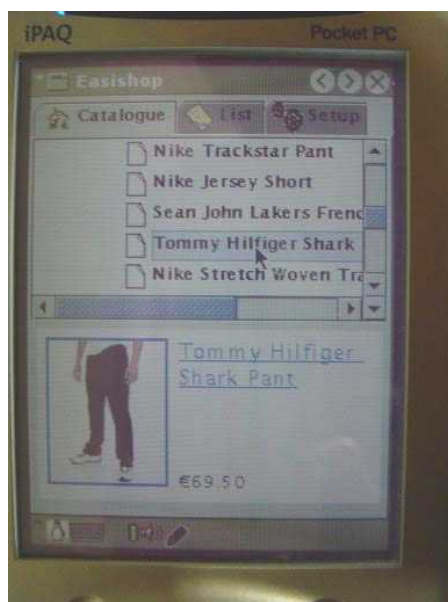 iPAQ Pocket PC
Easishop
Catalogue List Setup
Nike Trackstar Pant
Nike Jersey Short
Sean John Lakers Frenc
Tommy Hilfiger Shark
Nike Stretch Woven Tra
Tommy Hilfiger
Shark Pant
€69.50